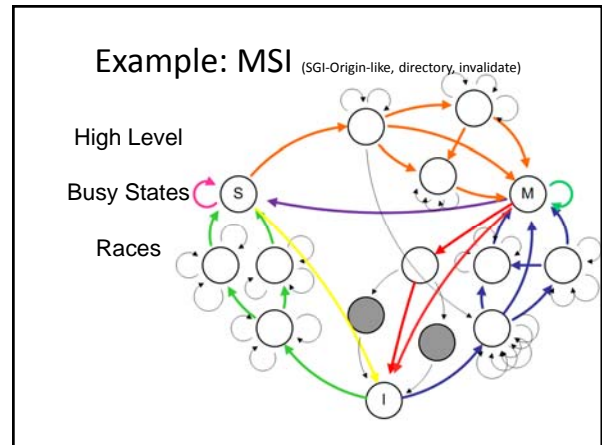 Example: MSI (SGI-Origin-like, directory, invalidate)
High Level
Busy States
Races
S
M
I